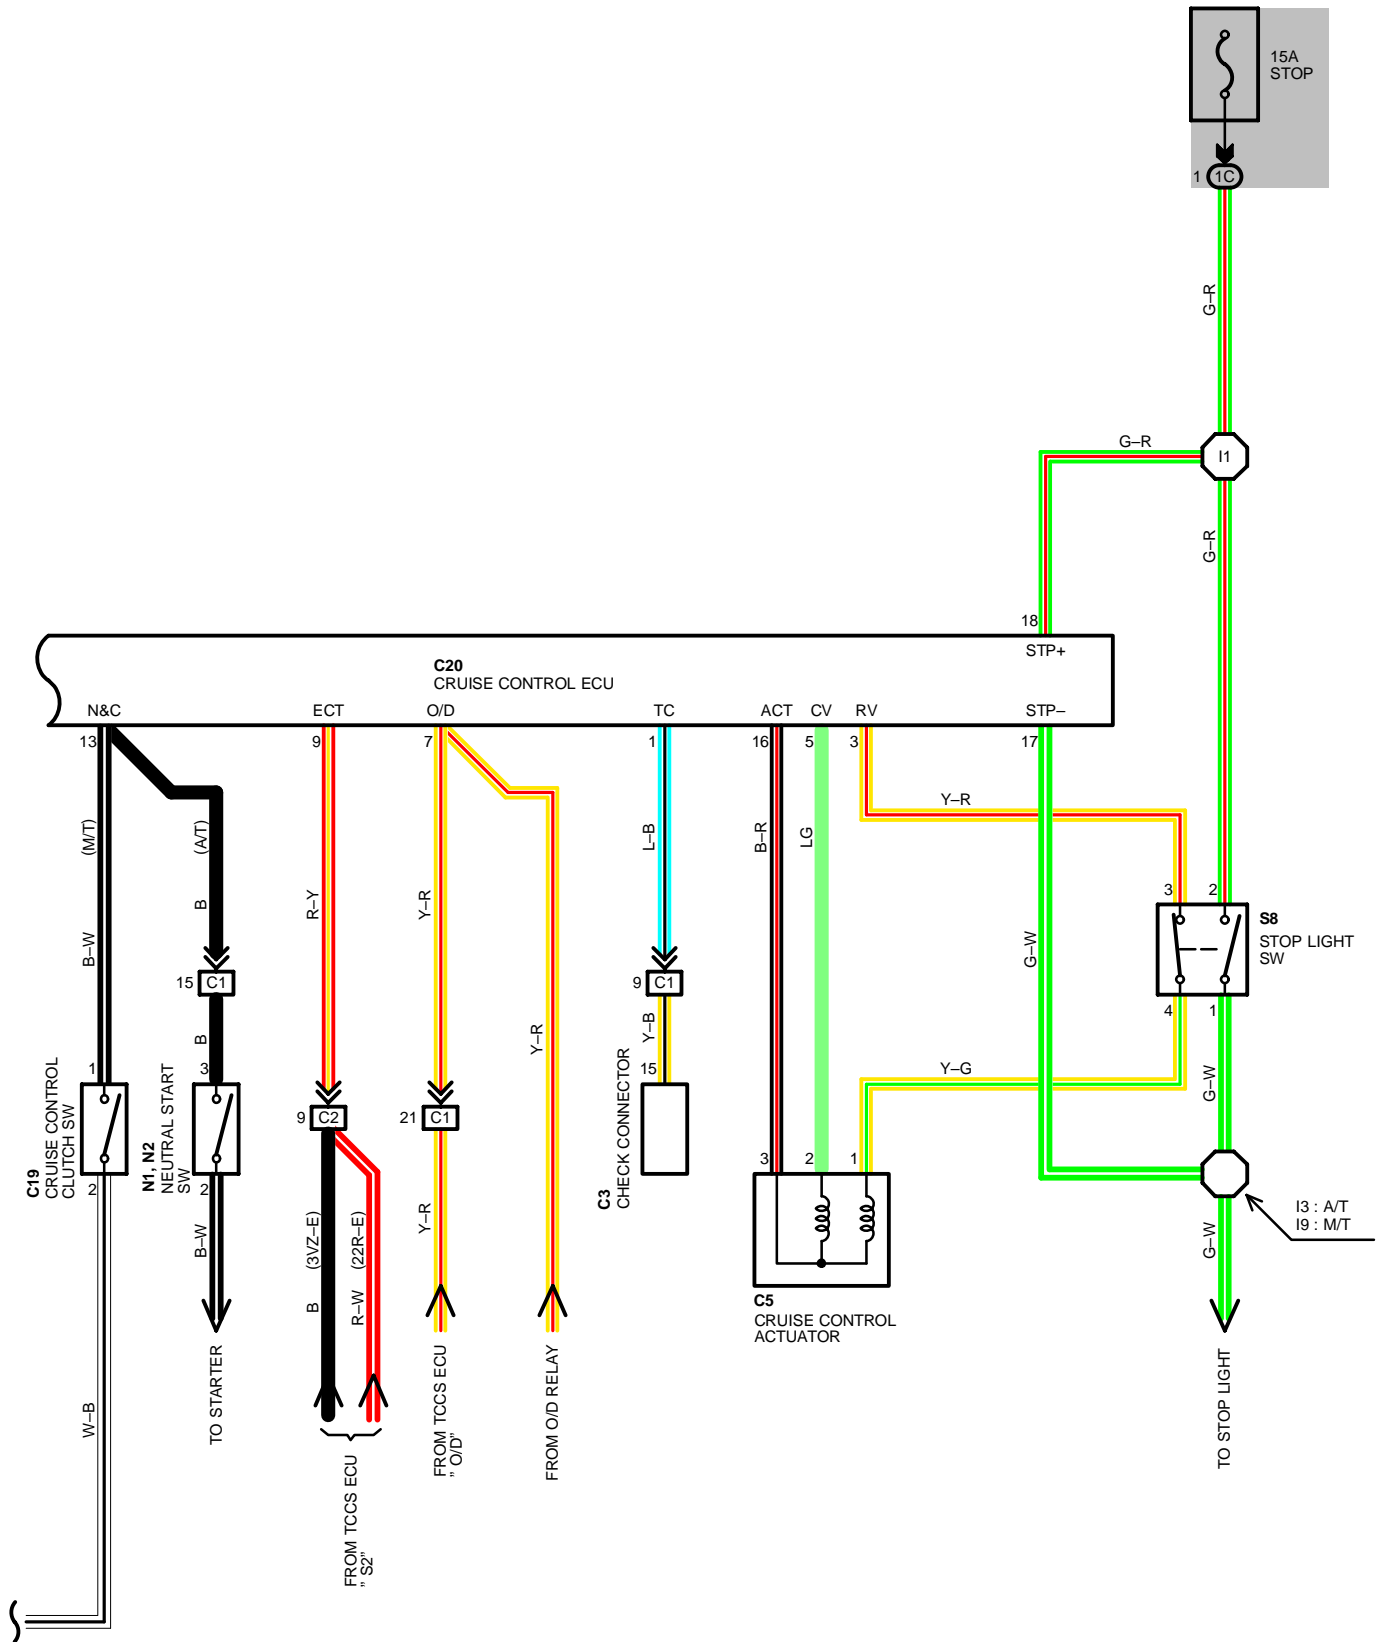 15A
STOP
1
1C
G–R
G–R
I1
G–R
18
STP+
C20
CRUISE CONTROL ECU
N&C
ECT
O/D
TC
ACT
CV
RV
STP–
13
9
7
1
16
5
3
17
Y–R
(M/T)
(A/T)
L–B
B–R
LG
B
R–Y
Y–R
3
2
S8
STOP LIGHT
SW
B–W
G–W
15
C1
9
C1
4
1
B
Y–R
Y–B
1
3
15
Y–G
G–W
9
C2
21
C1
C19
CRUISE CONTROL
CLUTCH SW
N1, N2
NEUTRAL START
SW
C3
CHECK CONNECTOR
3
2
1
2
2
B–W
(3VZ–E)
(22R–E)
Y–R
I3 : A/T
I9 : M/T
G–W
B
R–W
C5
CRUISE CONTROL
ACTUATOR
W–B
TO STARTER
FROM TCCS ECU
" S2"
FROM TCCS ECU
" O/D"
FROM O/D RELAY
TO STOP LIGHT